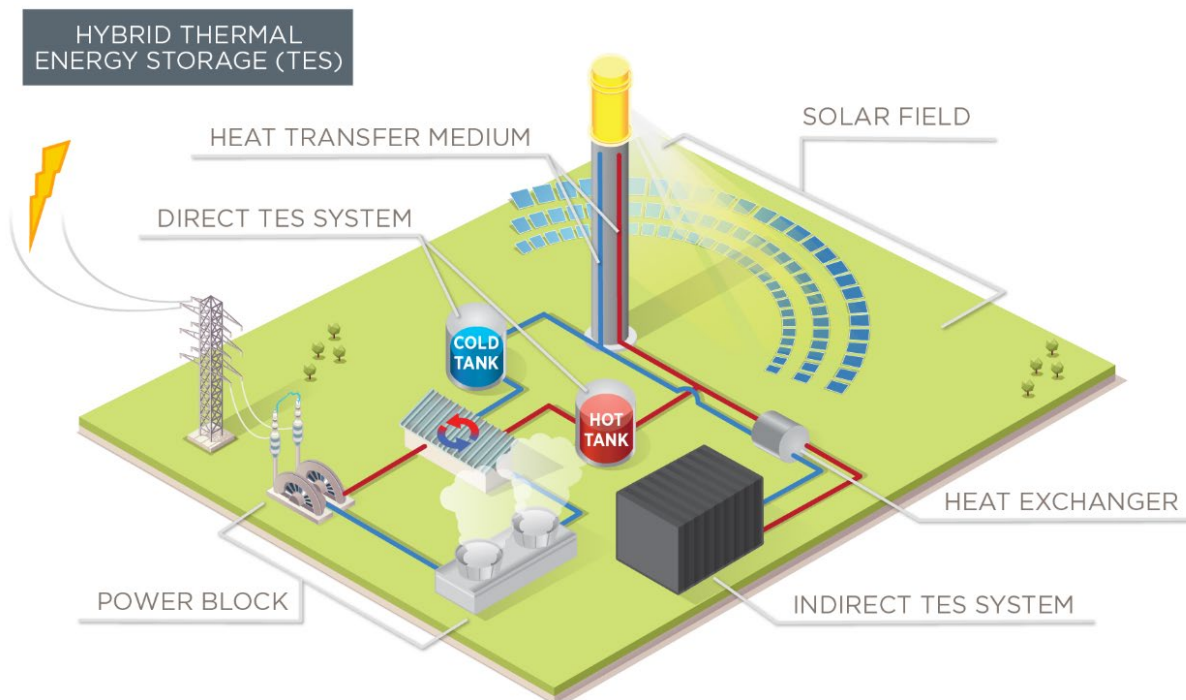 HYBRID THERMAL
ENERGY STORAGE (TES)
SOLAR FIELD
HEAT TRANSFER MEDIUM
DIRECT TES SYSTEM
COLD
TANK
HOT
TANK
HEAT EXCHANGER
POWER BLOCK
INDIRECT TES SYSTEM